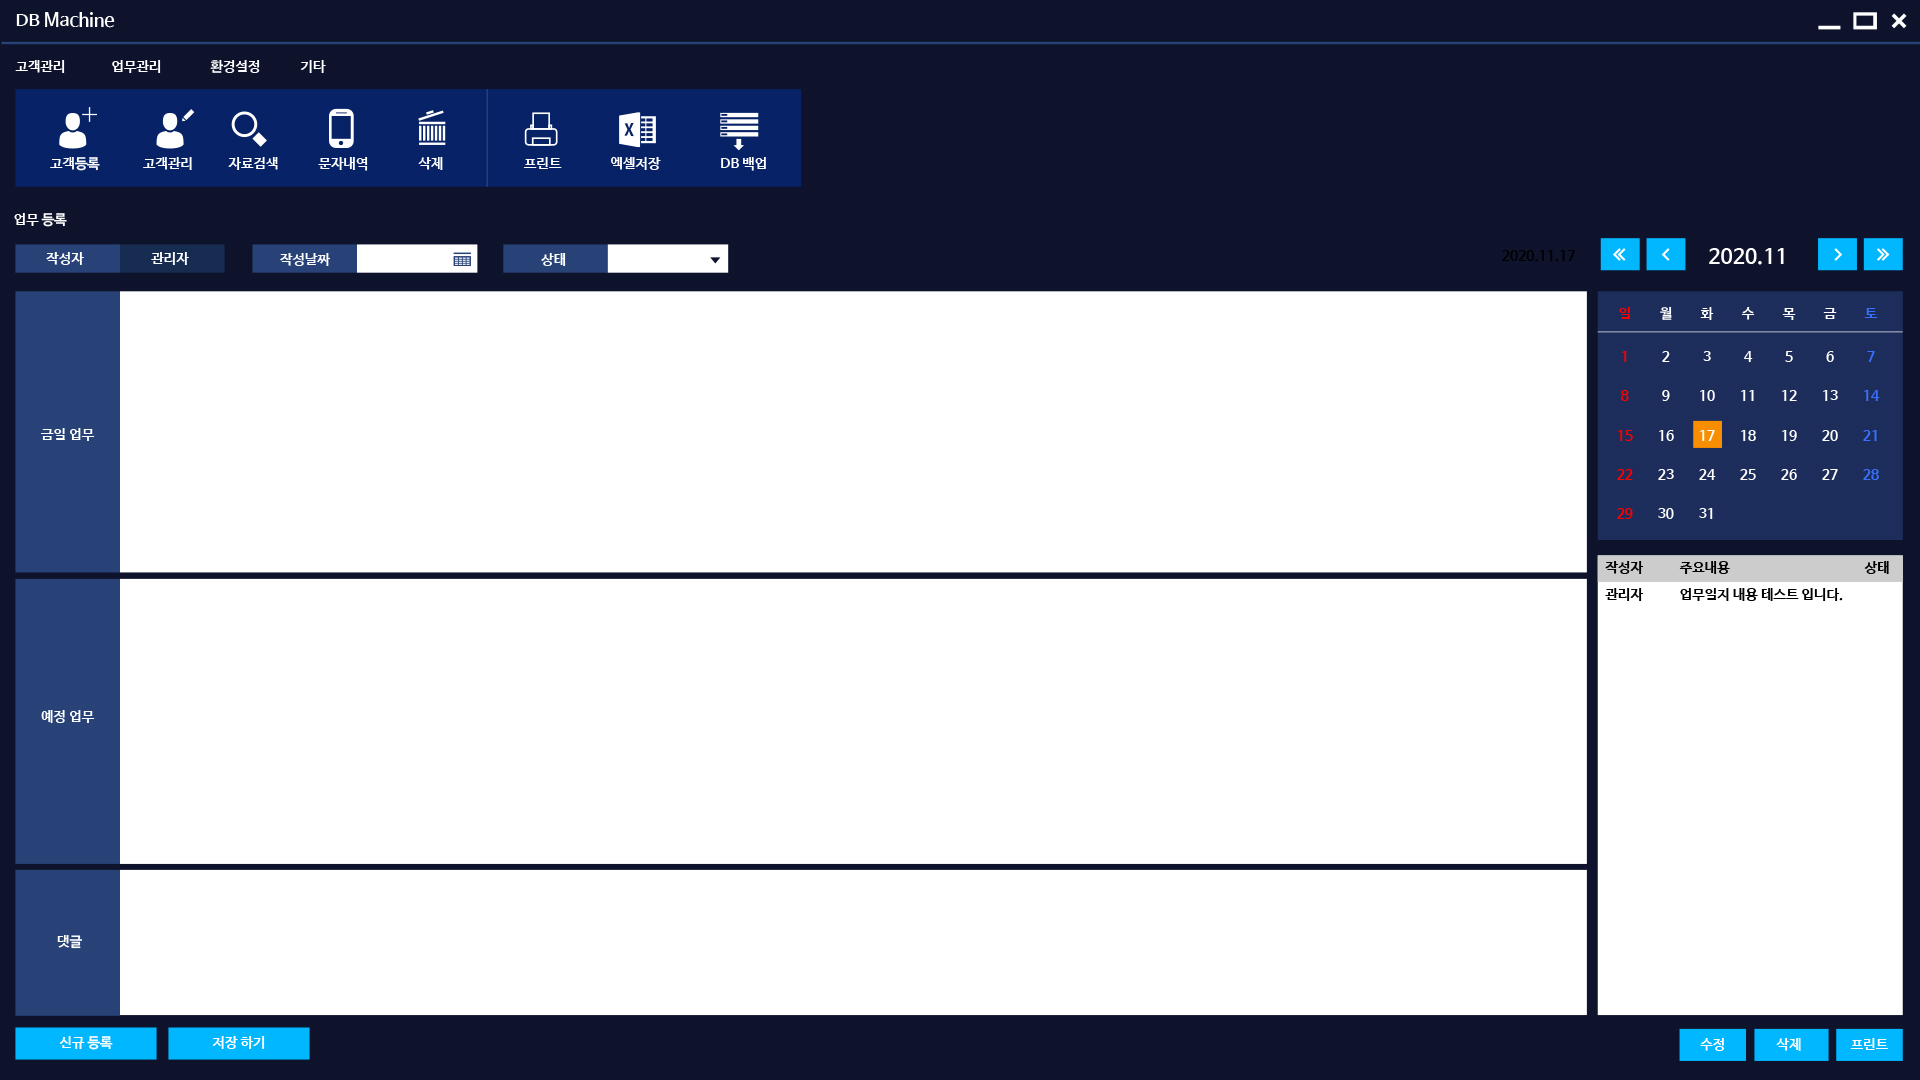 DB Machine
고객관리 업무관리 환경설정 기타
고객등록 고객관리 자료검색 문자내역 삭제 프린트 엑셀저장 DB 백업
업무 등록
작성자 관리자 작성날짜 상태 2020.11.17 2020.11
일 월 화 수 목 금 토
1 2 3 4 5 6 7
8 9 10 11 12 13 14
15 16 17 18 19 20 21
22 23 24 25 26 27 28
29 30 31
금일 업무
예정 업무
댓글
작성자 주요내용 상태
관리자 업무일지 내용 테스트 입니다.
신규 등록 저장 하기
수정 삭제 프린트